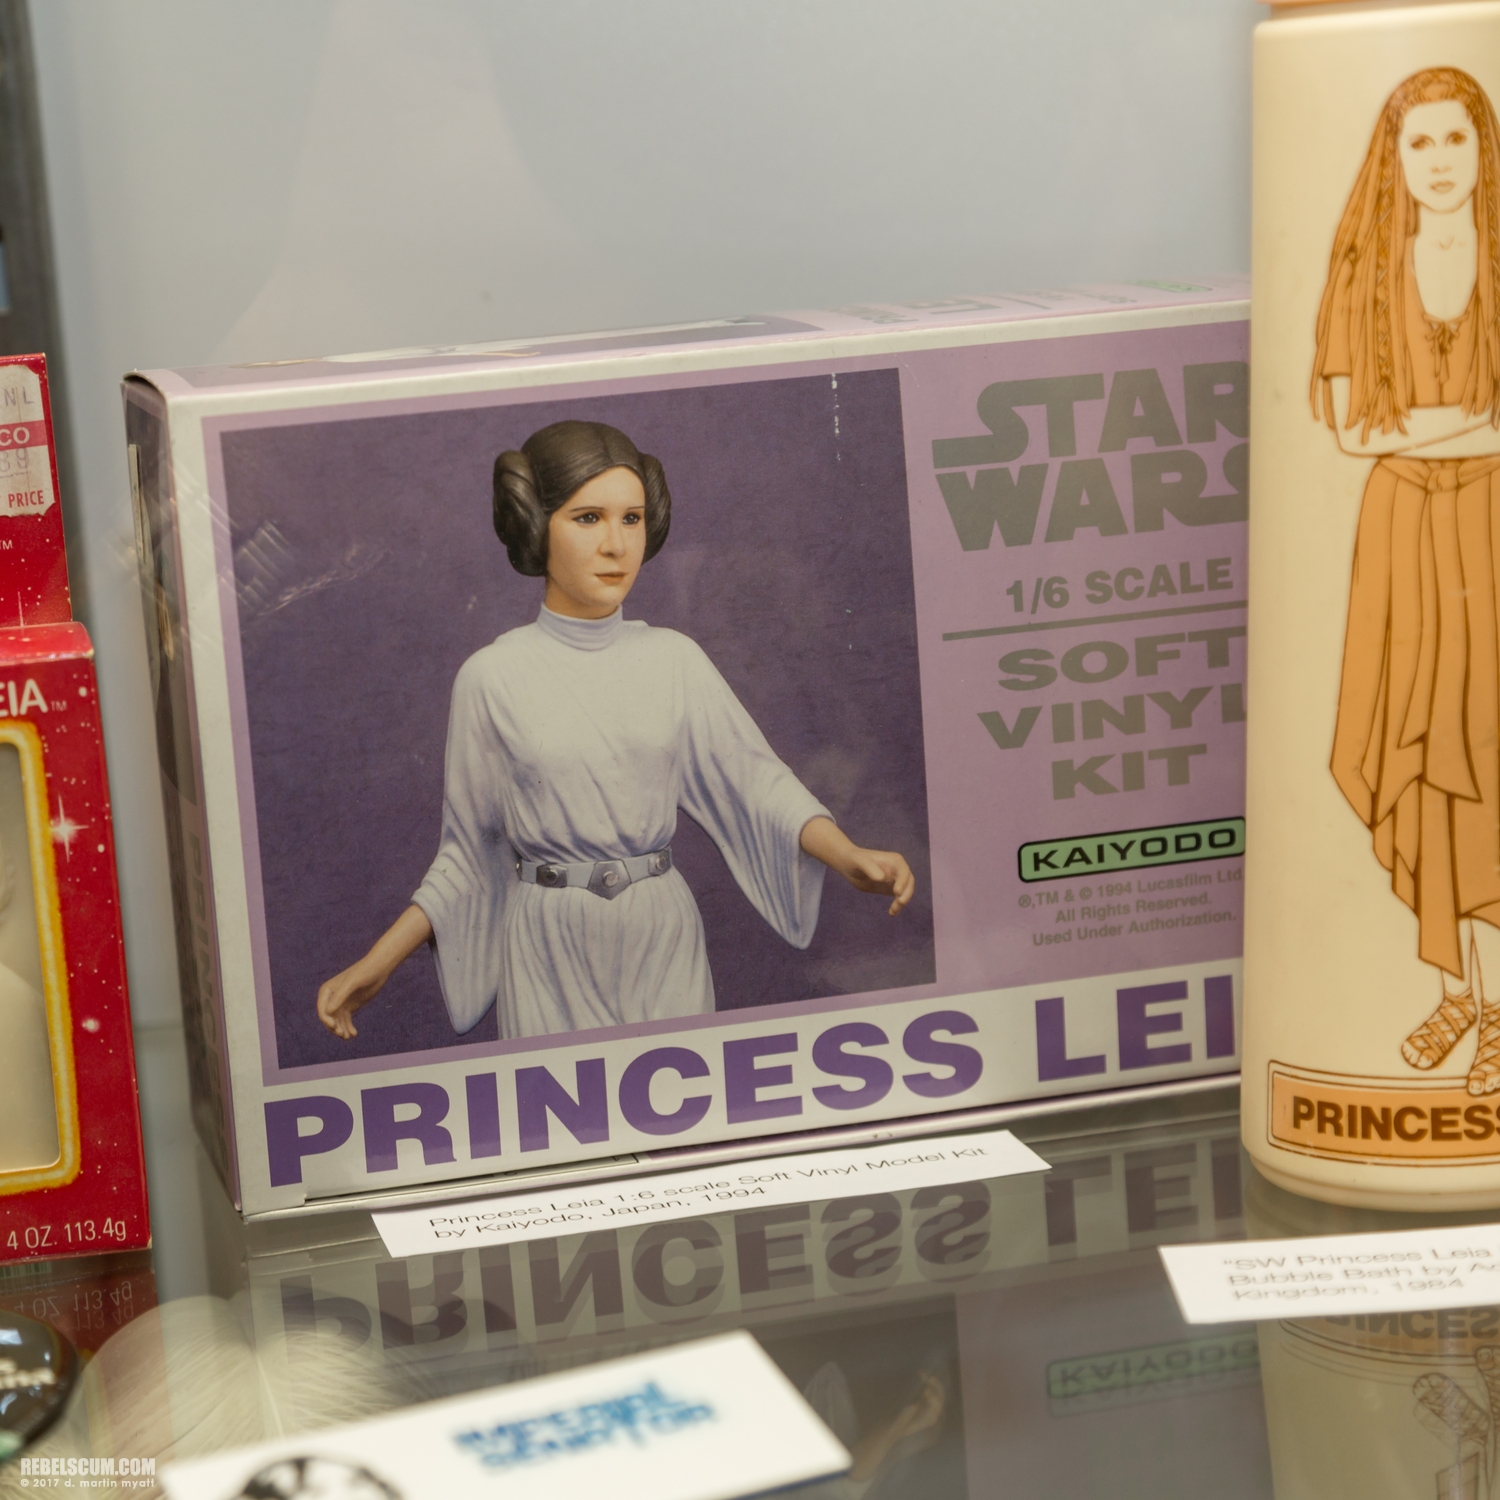 PRICE
TM
EIA™
4 OZ. 113.4g
STAR
WARS
1/6 SCALE
SOFT
VINYL
KIT
KAIYODO
®,TM & © 1994 Lucasfilm Ltd.
All Rights Reserved.
Used Under Authorization.
PRINCESS LEI
Princess Leia 1:6 scale Soft Vinyl Model Kit
by Kaiyodo, Japan, 1994
PRINCESS
"SW Princess Leia
Bubble Bath by
Kingdom, 1984
REBELSCUM.COM
© 2017 d. martin myatt